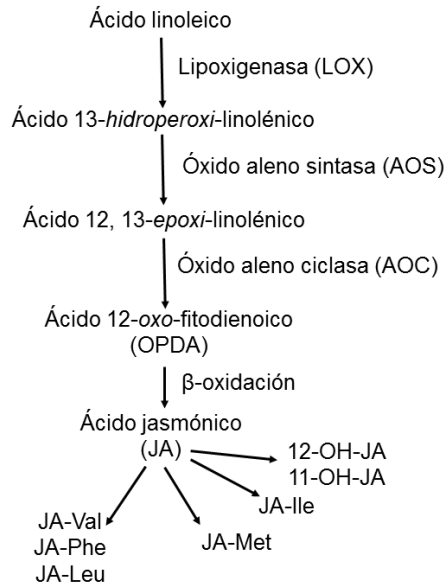 Ácido linoleico
Lipoxigenasa (LOX)
Ácido 13-hidroperoxi-linolénico
Óxido aleno sintasa (AOS)
Ácido 12, 13-epoxi-linolénico
Óxido aleno ciclasa (AOC)
Ácido 12-oxo-fitodienoico
(OPDA)
β-oxidación
Ácido jasmónico
(JA)
12-OH-JA
11-OH-JA
JA-Ile
JA-Met
JA-Val
JA-Phe
JA-Leu